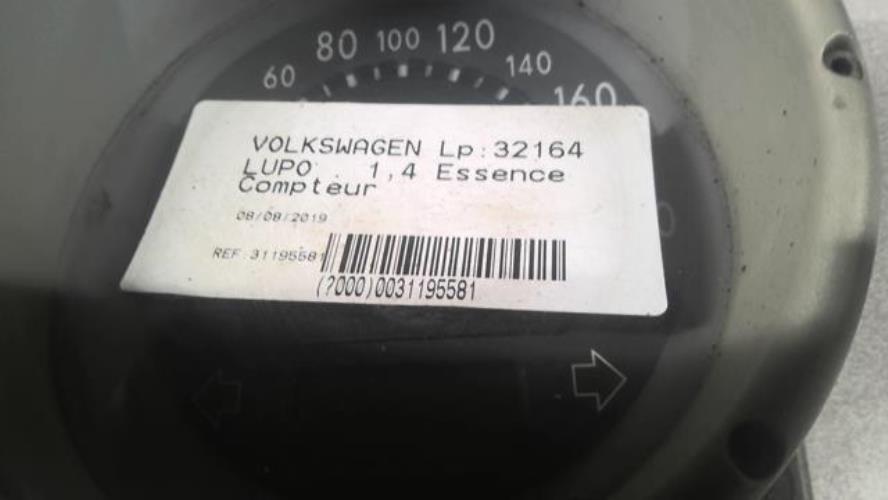 60 80 100 120 140 160
VOLKSWAGEN Lp:32164
LUPO . 1,4 Essence
Compteur
08/08/2019
REF:31195581
(?000)0031195581